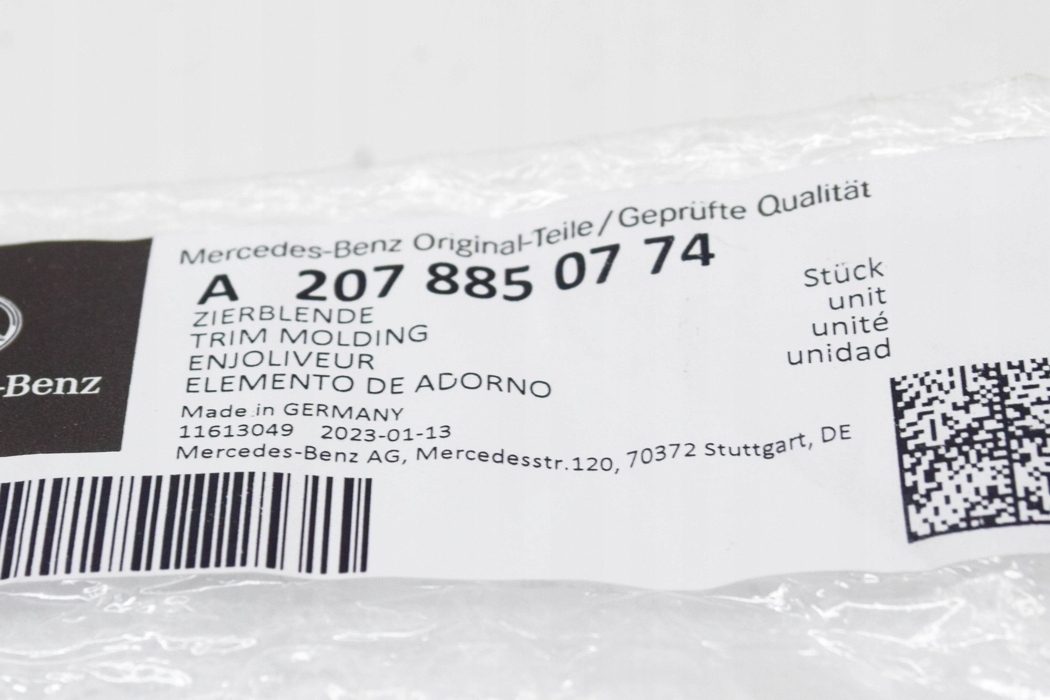 Mercedes-Benz Original-Teile / Geprüfte Qualität
A 207 885 07 74
ZIERBLENDE
TRIM MOLDING
ENJOLIVEUR
ELEMENTO DE ADORNO
Stück
unit
unité
unidad
Made in GERMANY
11613049 2023-01-13
Mercedes-Benz AG, Mercedesstr.120, 70372 Stuttgart, DE
-Benz